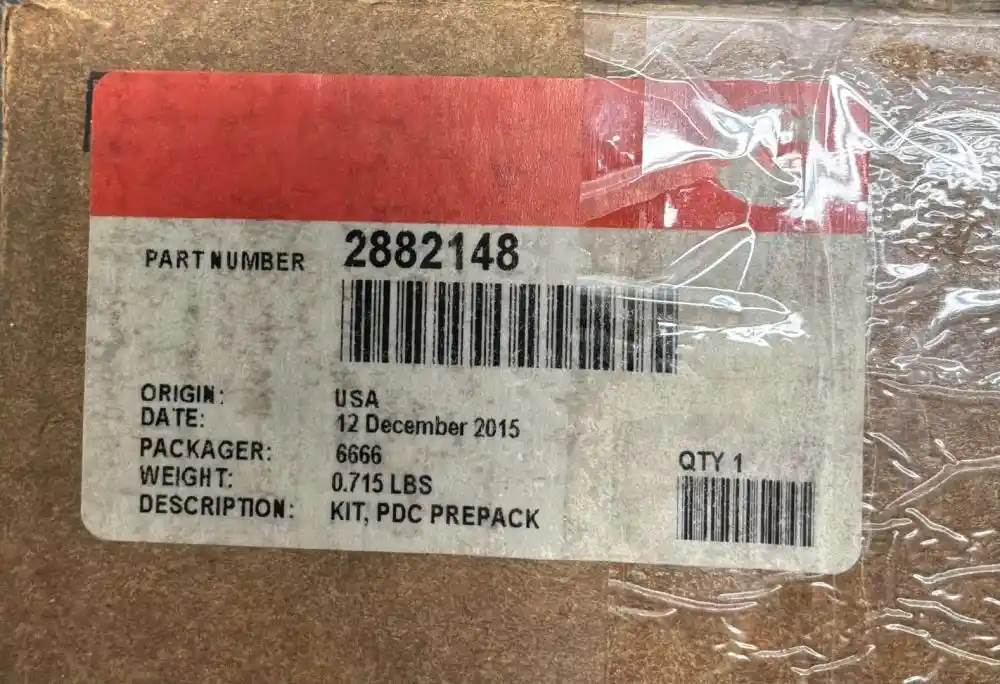 PART NUMBER 2882148
ORIGIN: USA
DATE: 12 December 2015
PACKAGER: 6666
QTY 1
WEIGHT: 0.715 LBS
DESCRIPTION: KIT, PDC PREPACK